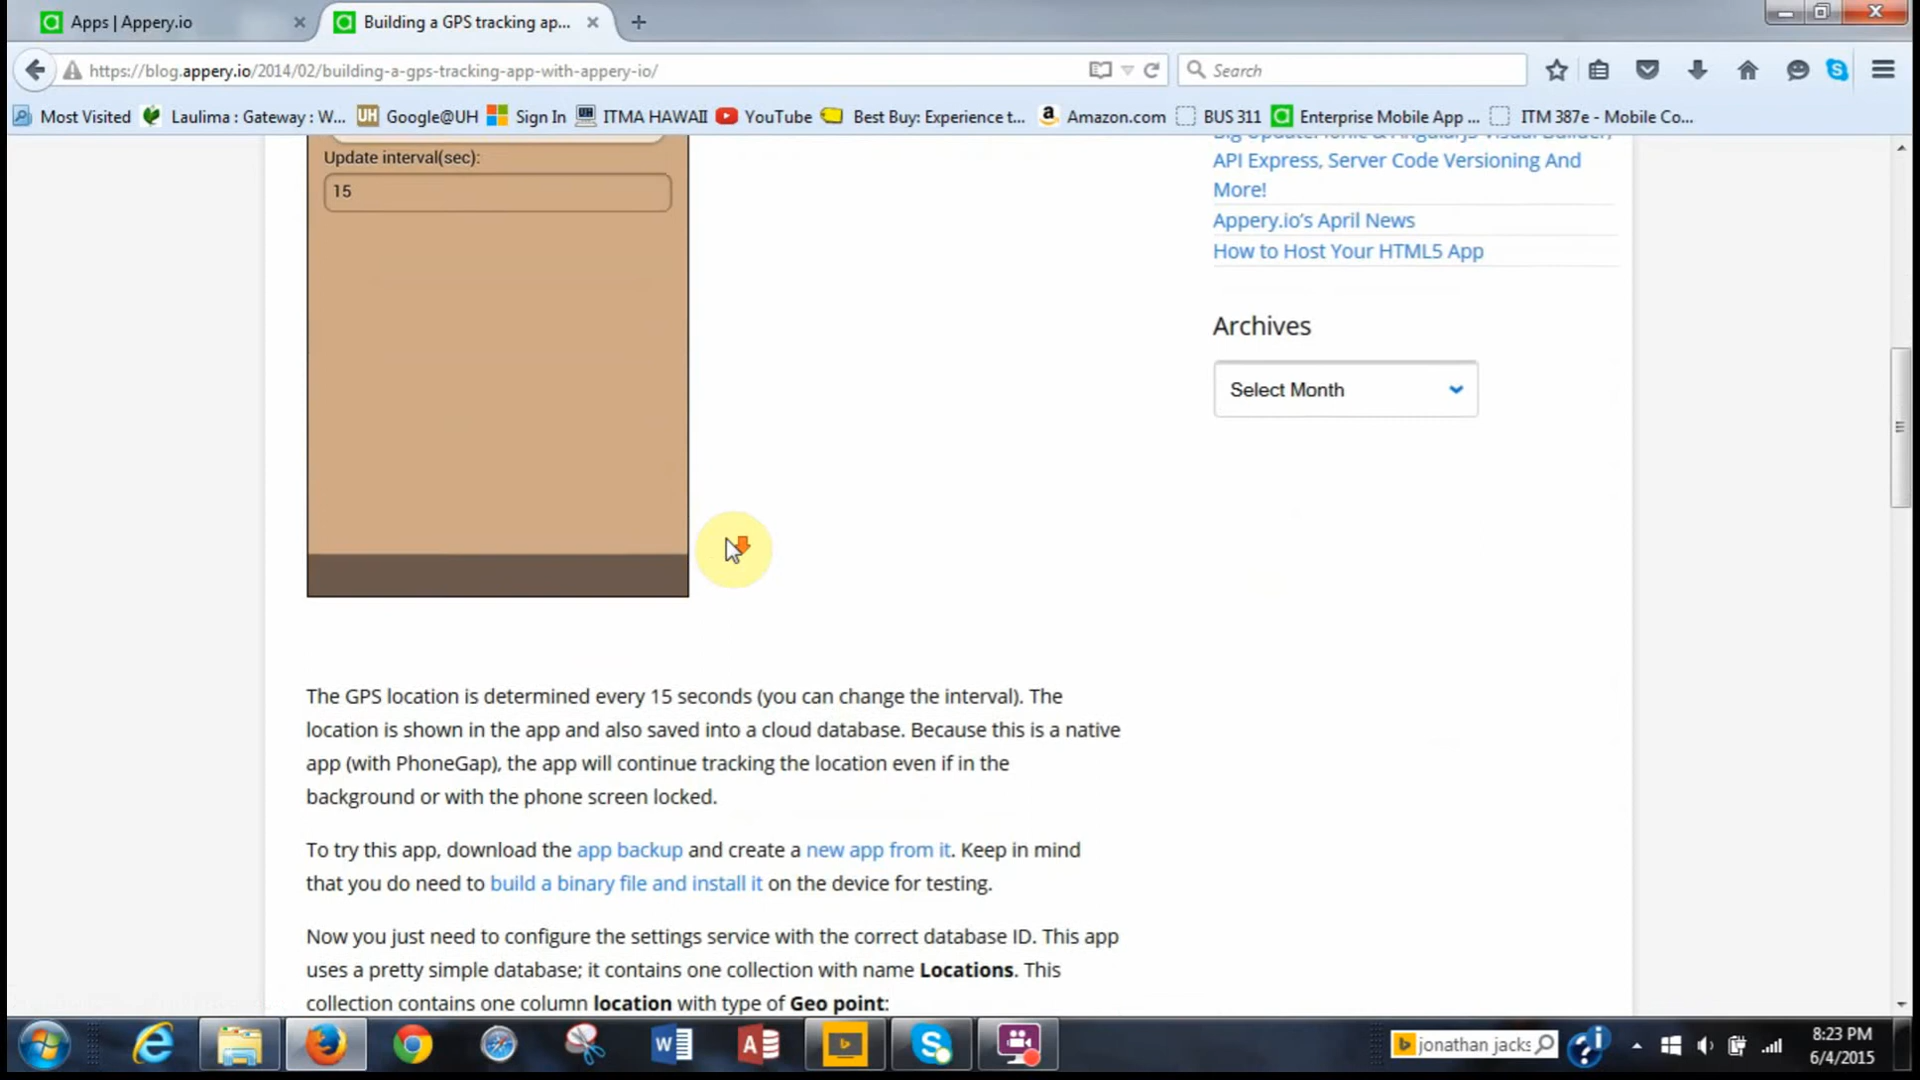 Apps | Appery.io
Building a GPS tracking ap...
https://blog.appery.io/2014/02/building-a-gps-tracking-app-with-appery-io/
Search
Most Visited
Laulima : Gateway : W...
UH
Google@UH
Sign In
ITMA HAWAII
YouTube
Best Buy: Experience t...
Amazon.com
BUS 311
Enterprise Mobile App ...
ITM 387e - Mobile Co...
Update interval(sec):
15
Big Update: Ionic & AngularJS Visual Builder,
API Express, Server Code Versioning And
More!
Appery.io's April News
How to Host Your HTML5 App
Archives
Select Month
The GPS location is determined every 15 seconds (you can change the interval). The
location is shown in the app and also saved into a cloud database. Because this is a native
app (with PhoneGap), the app will continue tracking the location even if in the
background or with the phone screen locked.
To try this app, download the app backup and create a new app from it. Keep in mind
that you do need to build a binary file and install it on the device for testing.
Now you just need to configure the settings service with the correct database ID. This app
uses a pretty simple database; it contains one collection with name Locations. This
collection contains one column location with type of Geo point:
jonathan jacks
8:23 PM
6/4/2015